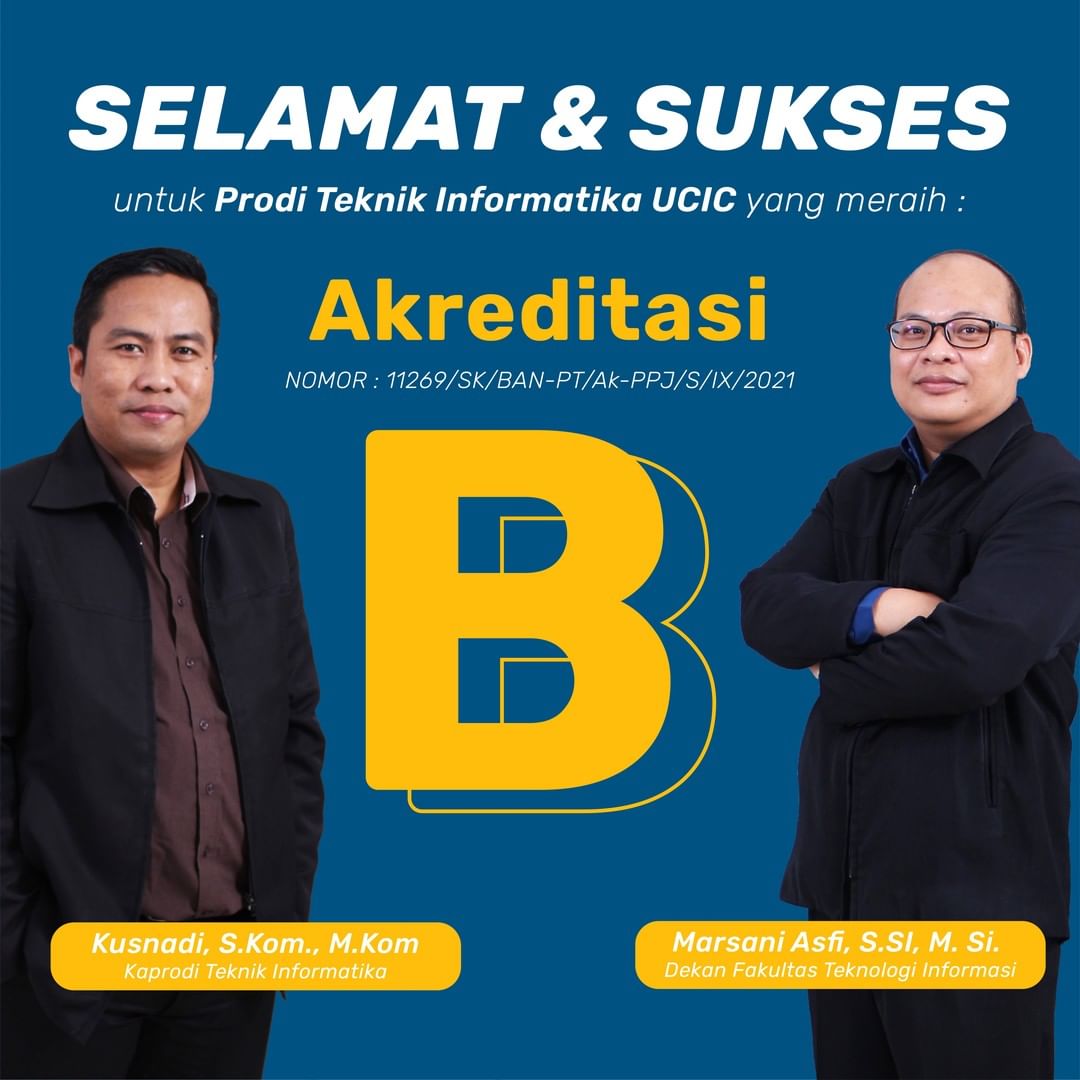 SELAMAT & SUKSES
untuk Prodi Teknik Informatika UCIC yang meraih :
Akreditasi
NOMOR : 11269/SK/BAN-PT/Ak-PPJ/S/IX/2021
B
Kusnadi, S.Kom., M.Kom
Kaprodi Teknik Informatika
Marsani Asfi, S.SI, M. Si.
Dekan Fakultas Teknologi Informasi